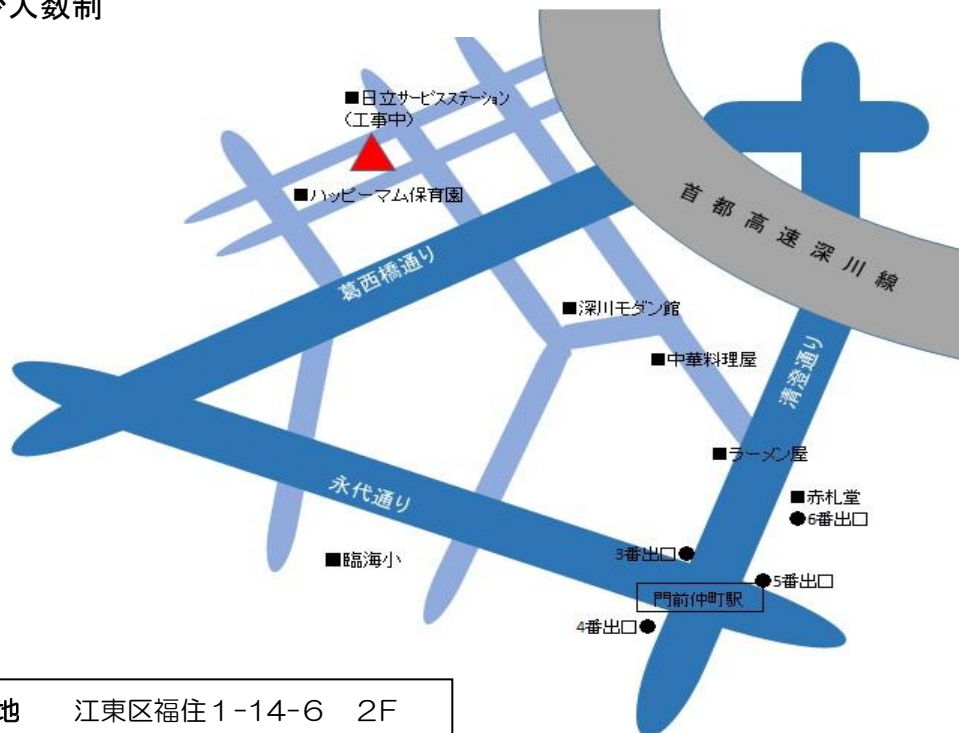 少人数制
■日立サービスステーション
（工事中）
■ハッピーマム保育園
首都高速深川線
葛西橋通り
■深川モダン館
■中華料理屋
清澄通り
■ラーメン屋
永代通り
■赤札堂
●6番出口
■臨海小
3番出口●
●5番出口
門前仲町駅
4番出口●
地　江東区福住１-14-6　2F